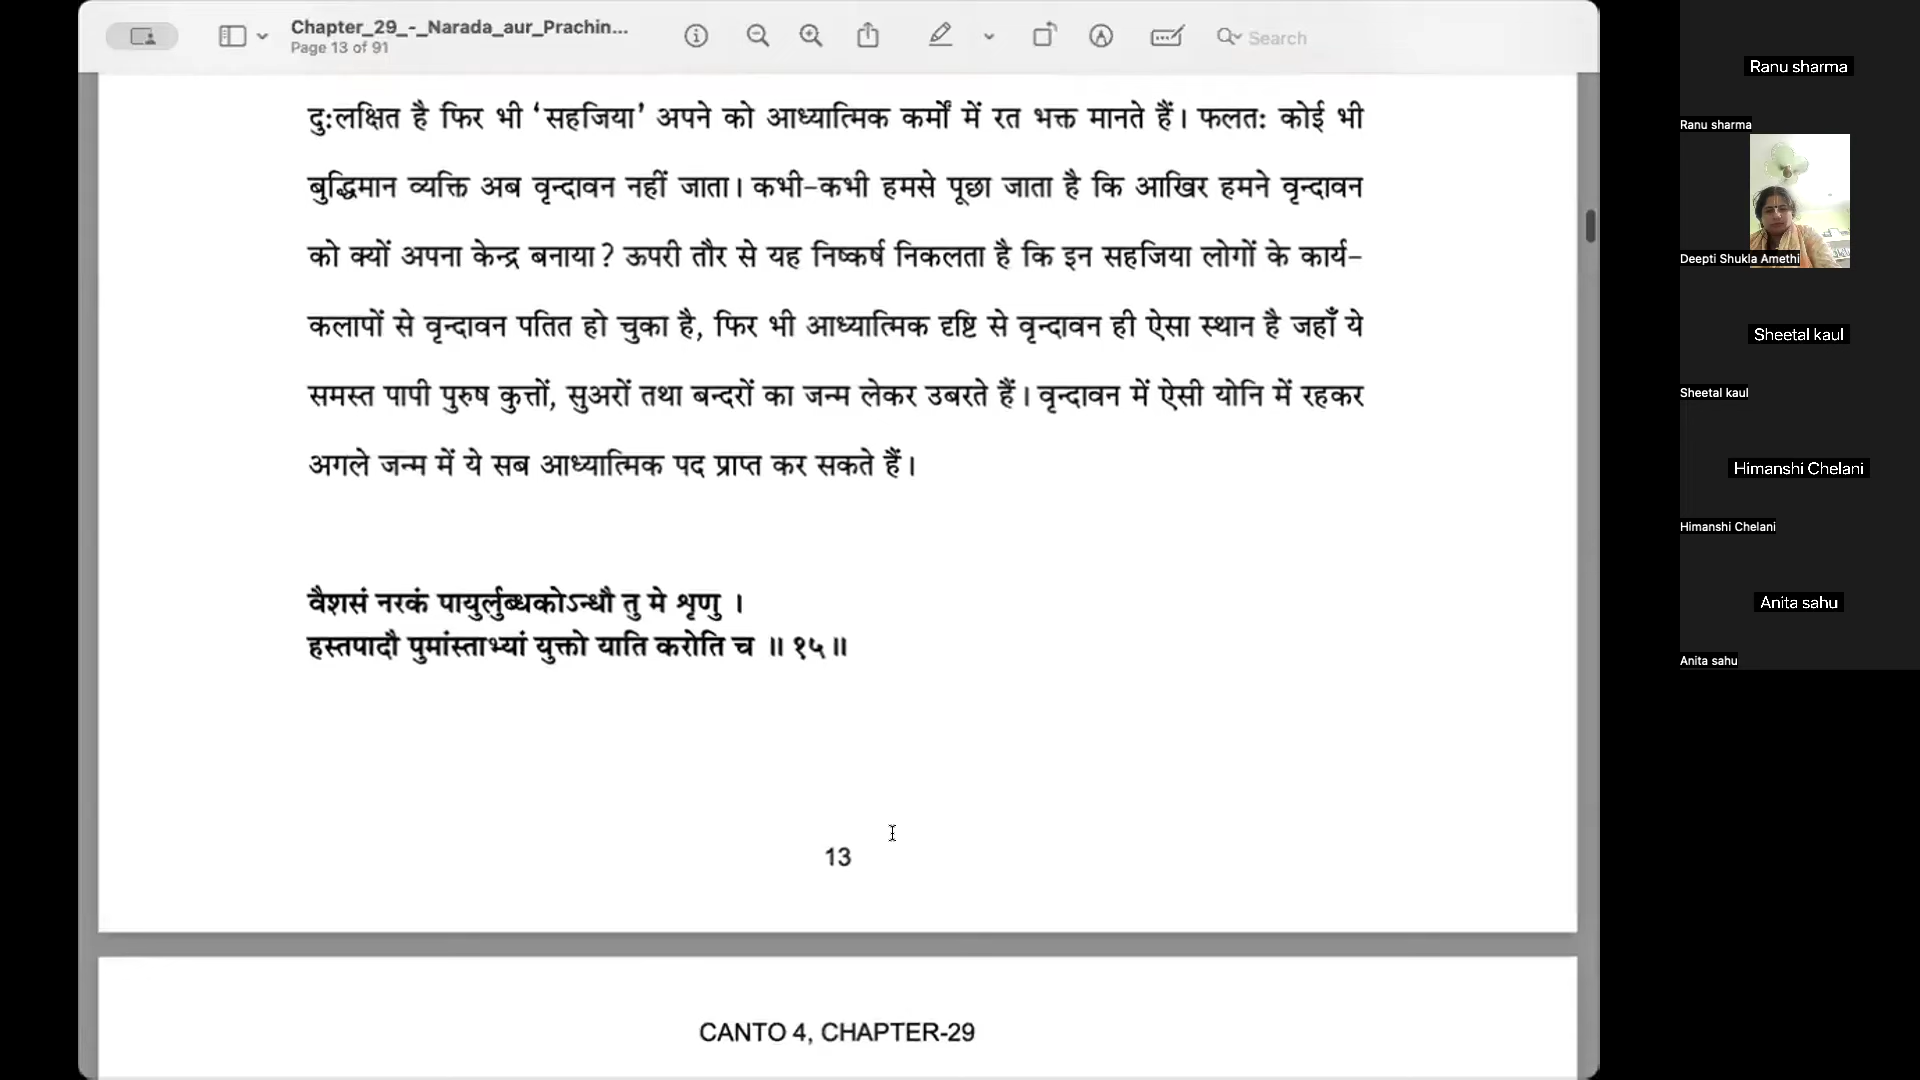 Chapter_29_-_Narada_aur_Prachin...
Page 13 of 91
Search
दुःलक्षित है फिर भी ‘सहजिया’ अपने को आध्यात्मिक कर्मों में रत भक्त मानते हैं। फलतः कोई भी
बुद्धिमान व्यक्ति अब वृन्दावन नहीं जाता। कभी-कभी हमसे पूछा जाता है कि आखिर हमने वृन्दावन
को क्यों अपना केन्द्र बनाया? ऊपरी तौर से यह निष्कर्ष निकलता है कि इन सहजिया लोगों के कार्य-
कलापों से वृन्दावन पतित हो चुका है, फिर भी आध्यात्मिक दृष्टि से वृन्दावन ही ऐसा स्थान है जहाँ ये
समस्त पापी पुरुष कुत्तों, सुअरों तथा बन्दरों का जन्म लेकर उबरते हैं। वृन्दावन में ऐसी योनि में रहकर
अगले जन्म में ये सब आध्यात्मिक पद प्राप्त कर सकते हैं।
वैशसं नरकं पायुर्लुब्धकोऽन्धौ तु मे शृणु ।
हस्तपादौ पुमांस्ताभ्यां युक्तो याति करोति च ॥ १५॥
13
CANTO 4, CHAPTER-29
Ranu sharma
Ranu sharma
Deepti Shukla Amethi
Sheetal kaul
Sheetal kaul
Himanshi Chelani
Himanshi Chelani
Anita sahu
Anita sahu